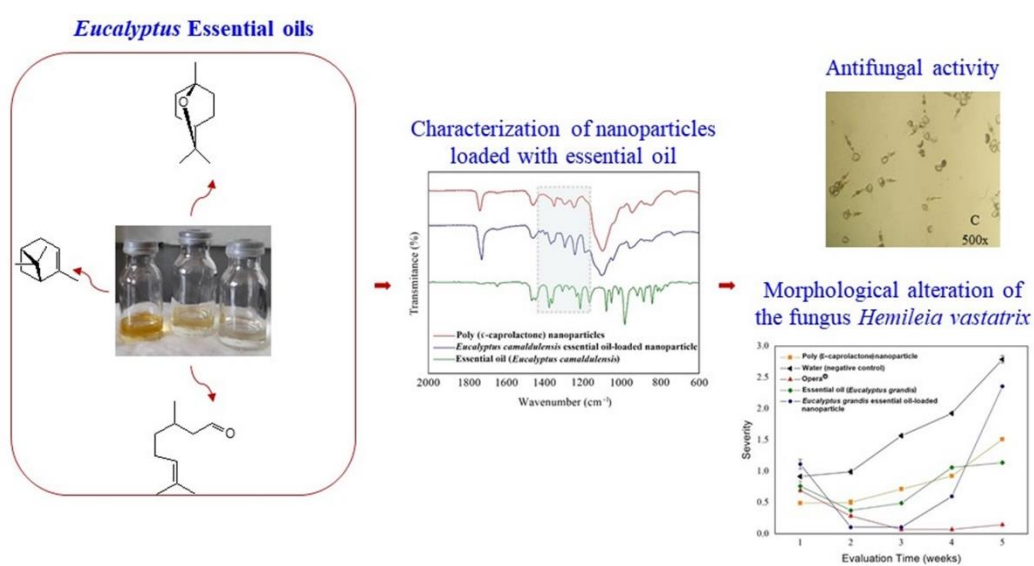 Eucalyptus Essential oils
O
O
Characterization of nanoparticles
loaded with essential oil
Transmitance (%)
Poly (ε-caprolactone) nanoparticles
Eucalyptus camaldulensis essential oil-loaded nanoparticle
Essential oil (Eucalyptus camaldulensis)
2000 1800 1600 1400 1200 1000 800 600
Wavenumber (cm⁻¹)
Antifungal activity
C
500x
Morphological alteration of
the fungus Hemileia vastatrix
Severity
3.0
2.5
2.0
1.5
1.0
0.5
0.0
Poly (ε-caprolactone)nanoparticle
Water (negative control)
Opera®
Essential oil (Eucalyptus grandis)
Eucalyptus grandis essential oil-loaded
nanoparticle
1 2 3 4 5
Evaluation Time (weeks)